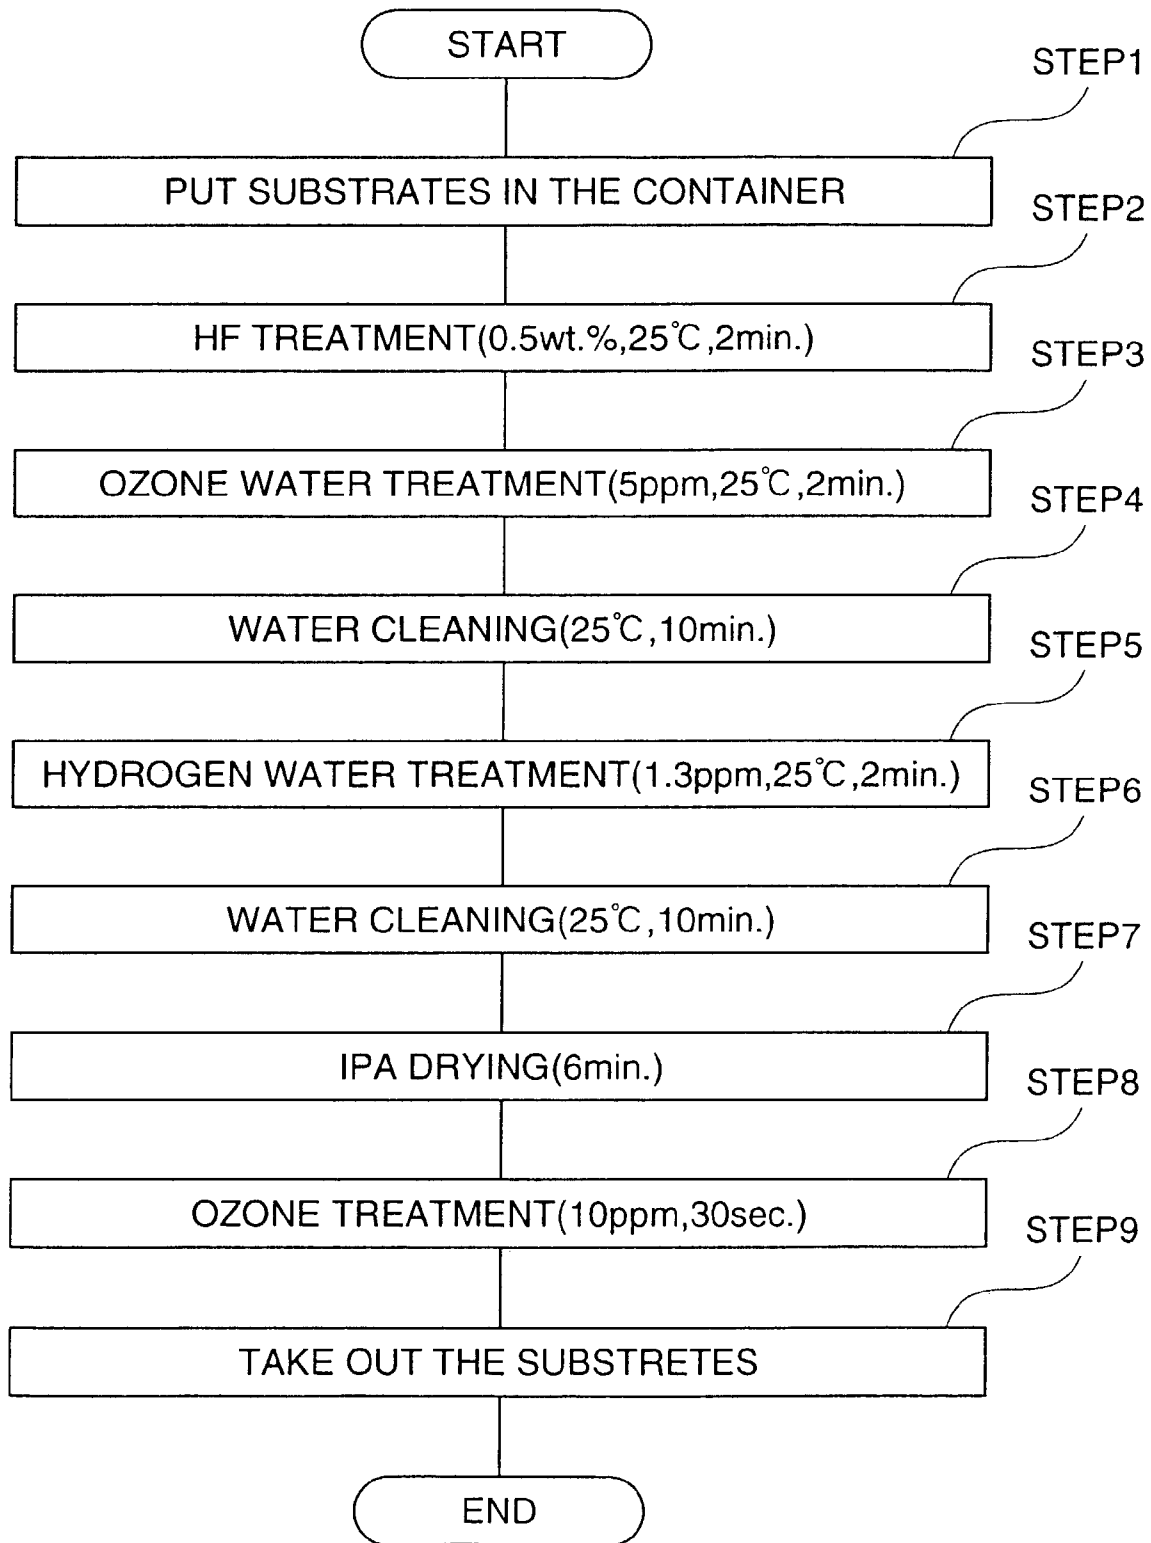 START
STEP1
PUT SUBSTRATES IN THE CONTAINER
STEP2
HF TREATMENT(0.5wt.%,25℃,2min.)
STEP3
OZONE WATER TREATMENT(5ppm,25℃,2min.)
STEP4
WATER CLEANING(25℃,10min.)
STEP5
HYDROGEN WATER TREATMENT(1.3ppm,25℃,2min.)
STEP6
WATER CLEANING(25℃,10min.)
STEP7
IPA DRYING(6min.)
STEP8
OZONE TREATMENT(10ppm,30sec.)
STEP9
TAKE OUT THE SUBSTRETES
END